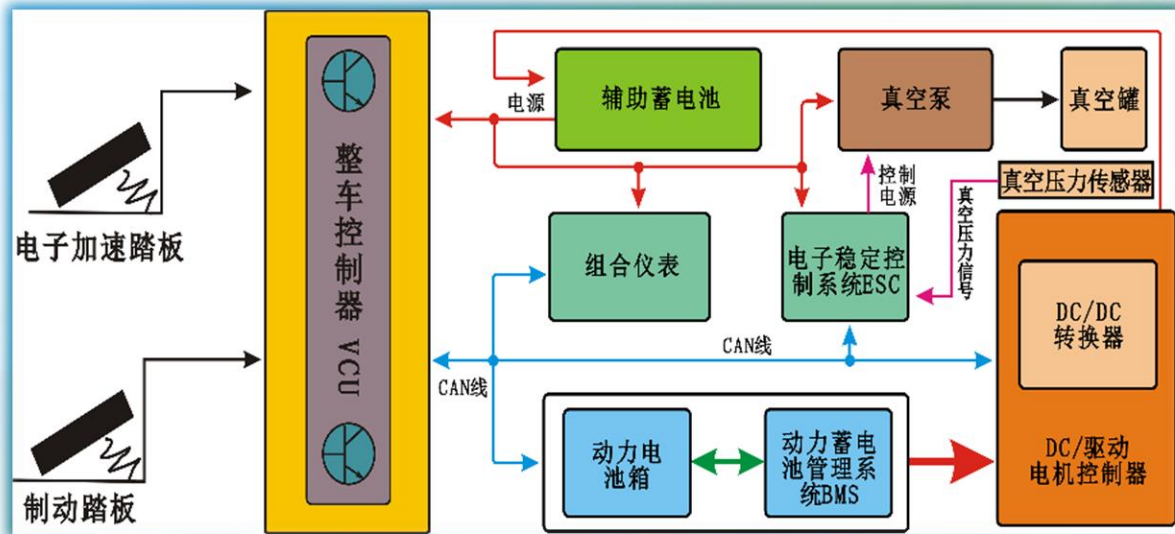 电源
辅助蓄电池
真空泵
真空罐
整车控制器 VCU
控制
电源
真空压力传感器
真空压力信号
电子加速踏板
组合仪表
电子稳定控
制系统ESC
DC/DC
转换器
CAN线
CAN线
动力电
池箱
动力蓄电
池管理系
统BMS
DC/驱动
电机控制器
制动踏板